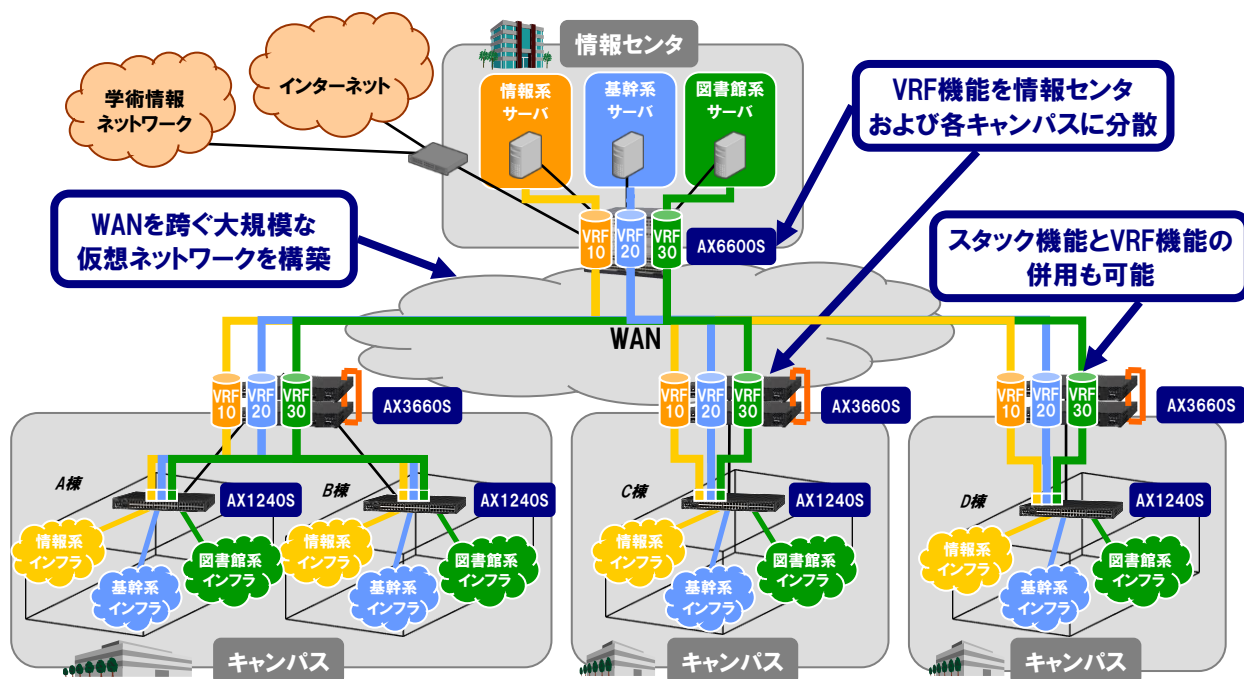 情報センタ
学術情報
ネットワーク
インターネット
情報系
サーバ
基幹系
サーバ
図書館系
サーバ
VRF機能を情報センタ
および各キャンパスに分散
WANを跨ぐ大規模な
仮想ネットワークを構築
VRF
10
VRF
20
VRF
30
AX6600S
スタック機能とVRF機能の
併用も可能
WAN
VRF
10
VRF
20
VRF
30
AX3660S
VRF
10
VRF
20
VRF
30
AX3660S
VRF
10
VRF
20
VRF
30
AX3660S
A棟
AX1240S
B棟
AX1240S
C棟
AX1240S
D棟
AX1240S
情報系
インフラ
基幹系
インフラ
図書館系
インフラ
情報系
インフラ
基幹系
インフラ
図書館系
インフラ
情報系
インフラ
基幹系
インフラ
図書館系
インフラ
情報系
インフラ
基幹系
インフラ
図書館系
インフラ
キャンパス
キャンパス
キャンパス